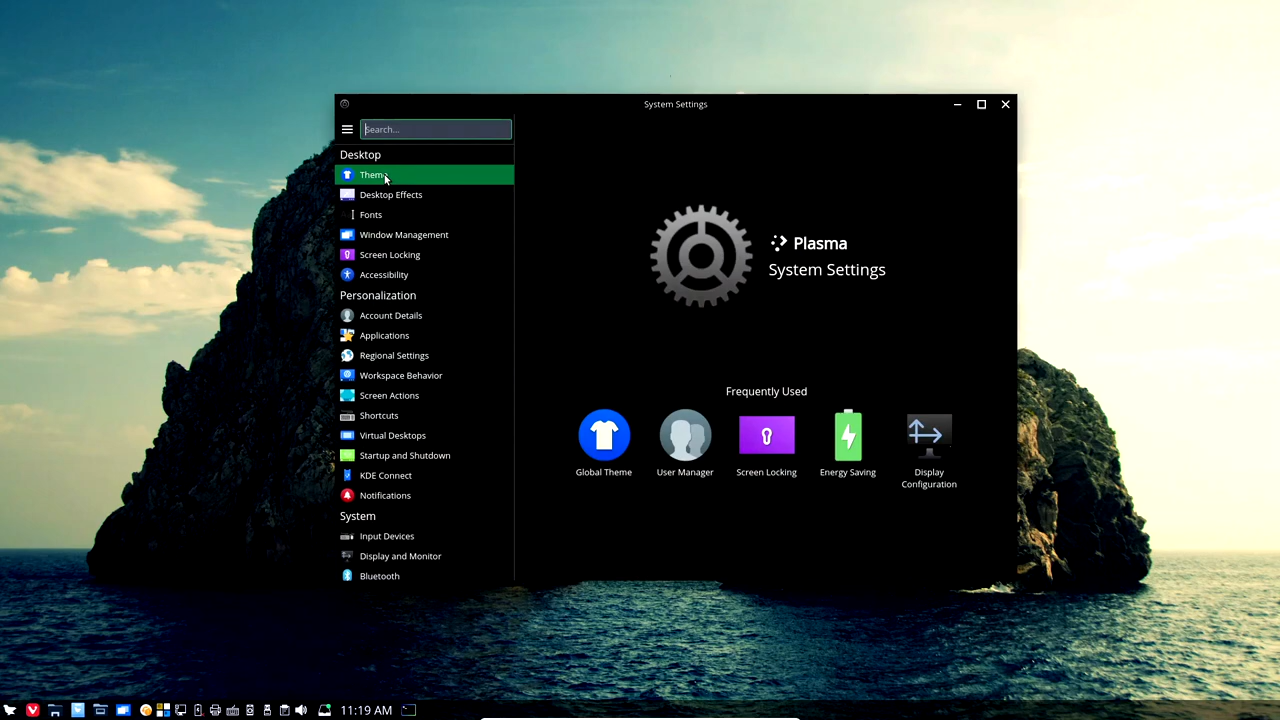 System Settings
Search...
Desktop
Theme
Desktop Effects
Fonts
Window Management
Screen Locking
Accessibility
Personalization
Account Details
Applications
Regional Settings
Workspace Behavior
Screen Actions
Shortcuts
Virtual Desktops
Startup and Shutdown
KDE Connect
Notifications
System
Input Devices
Display and Monitor
Bluetooth
Plasma
System Settings
Frequently Used
Global Theme
User Manager
Screen Locking
Energy Saving
Display
Configuration
11:19 AM